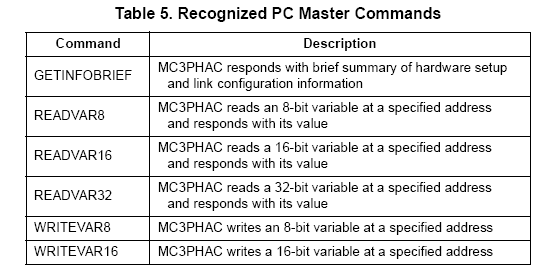 Table 5. Recognized PC Master Commands
Command Description
GETINFOBRIEF MC3PHAC responds with brief summary of hardware setup
and link configuration information
READVAR8 MC3PHAC reads an 8-bit variable at a specified address
and responds with its value
READVAR16 MC3PHAC reads a 16-bit variable at a specified address
and responds with its value
READVAR32 MC3PHAC reads a 32-bit variable at a specified address
and responds with its value
WRITEVAR8 MC3PHAC writes an 8-bit variable at a specified address
WRITEVAR16 MC3PHAC writes a 16-bit variable at a specified address